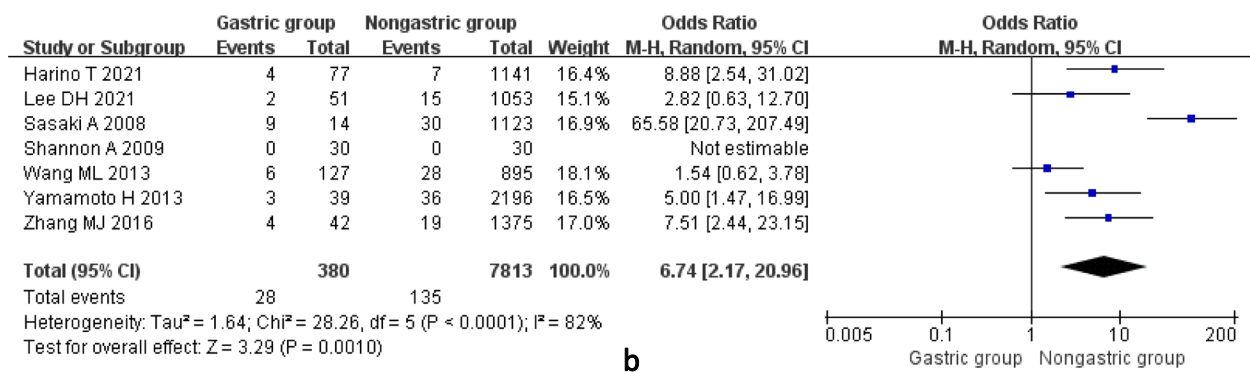 Gastric group Nongastric group Odds Ratio Odds Ratio
Study or Subgroup Events Total Events Total Weight M-H, Random, 95% CI M-H, Random, 95% CI
Harino T 2021 4 77 7 1141 16.4% 8.88 [2.54, 31.02]
Lee DH 2021 2 51 15 1053 15.1% 2.82 [0.63, 12.70]
Sasaki A 2008 9 14 30 1123 16.9% 65.58 [20.73, 207.49]
Shannon A 2009 0 30 0 30 Not estimable
Wang ML 2013 6 127 28 895 18.1% 1.54 [0.62, 3.78]
Yamamoto H 2013 3 39 36 2196 16.5% 5.00 [1.47, 16.99]
Zhang MJ 2016 4 42 19 1375 17.0% 7.51 [2.44, 23.15]
Total (95% CI) 380 7813 100.0% 6.74 [2.17, 20.96]
Total events 28 135
Heterogeneity: Tau² = 1.64; Chi² = 28.26, df = 5 (P < 0.0001); I² = 82%
Test for overall effect: Z = 3.29 (P = 0.0010)
0.005 0.1 1 10 200
Gastric group Nongastric group
b